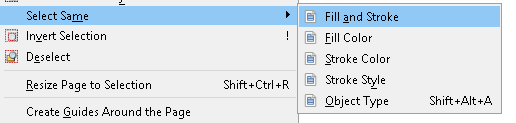 Select Same
Invert Selection !
Deselect
Resize Page to Selection Shift+Ctrl+R
Create Guides Around the Page
Fill and Stroke
Fill Color
Stroke Color
Stroke Style
Object Type Shift+Alt+A